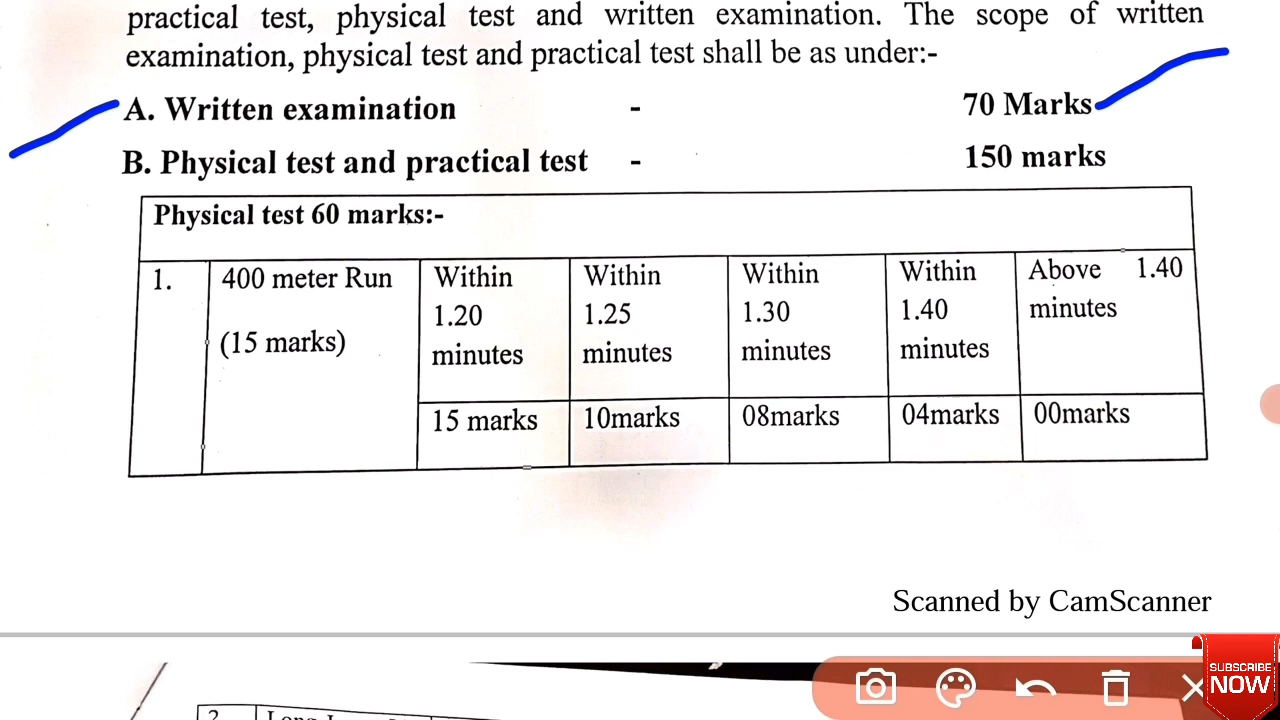 practical test, physical test and written examination. The scope of written
examination, physical test and practical test shall be as under:-
A. Written examination - 70 Marks
B. Physical test and practical test - 150 marks
Physical test 60 marks:-
1. 400 meter Run (15 marks)
Within 1.20 minutes
Within 1.25 minutes
Within 1.30 minutes
Within 1.40 minutes
Above 1.40 minutes
15 marks 10marks 08marks 04marks 00marks
Scanned by CamScanner
SUBSCRIBE
NOW
2